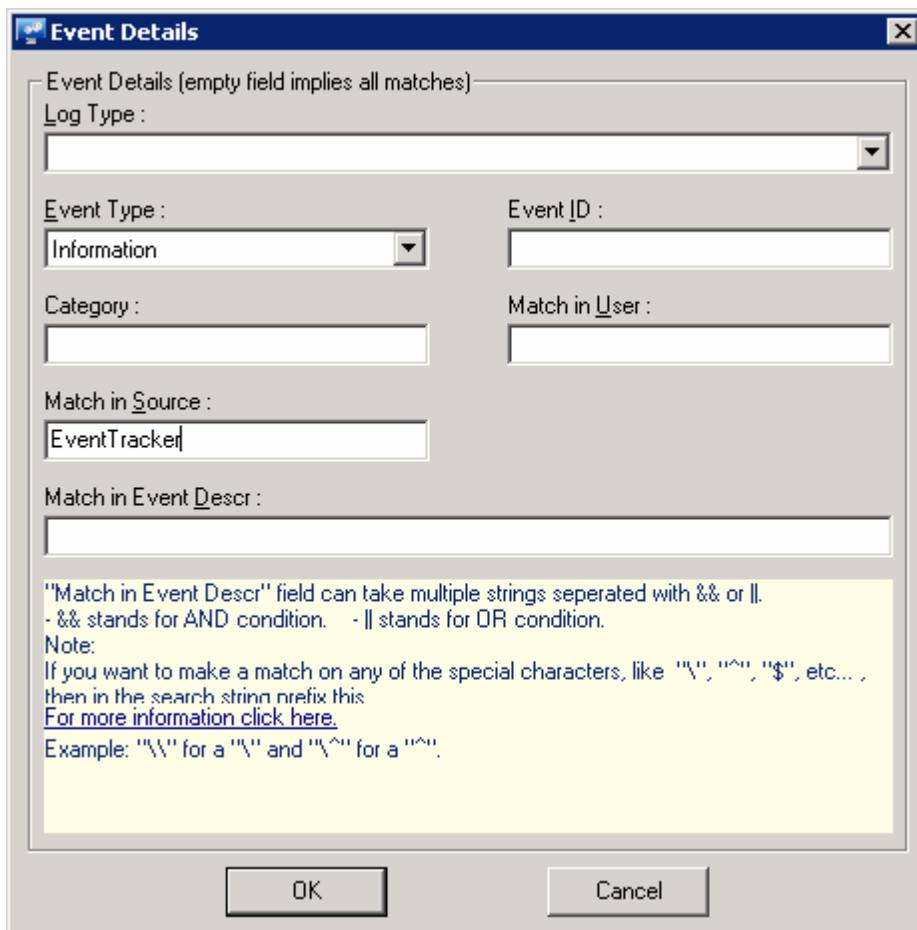 Event Details
Event Details (empty field implies all matches)
Log Type :
Event Type :
Event ID :
Information
Category :
Match in User :
Match in Source :
EventTracker
Match in Event Descr :
"Match in Event Descr" field can take multiple strings seperated with && or ||.
- && stands for AND condition.    - || stands for OR condition.
Note:
If you want to make a match on any of the special characters, like  "\", "^", "$", etc... ,
then in the search string prefix this
For more information click here.
Example: "\\" for a "\" and "\^" for a "^".
OK
Cancel